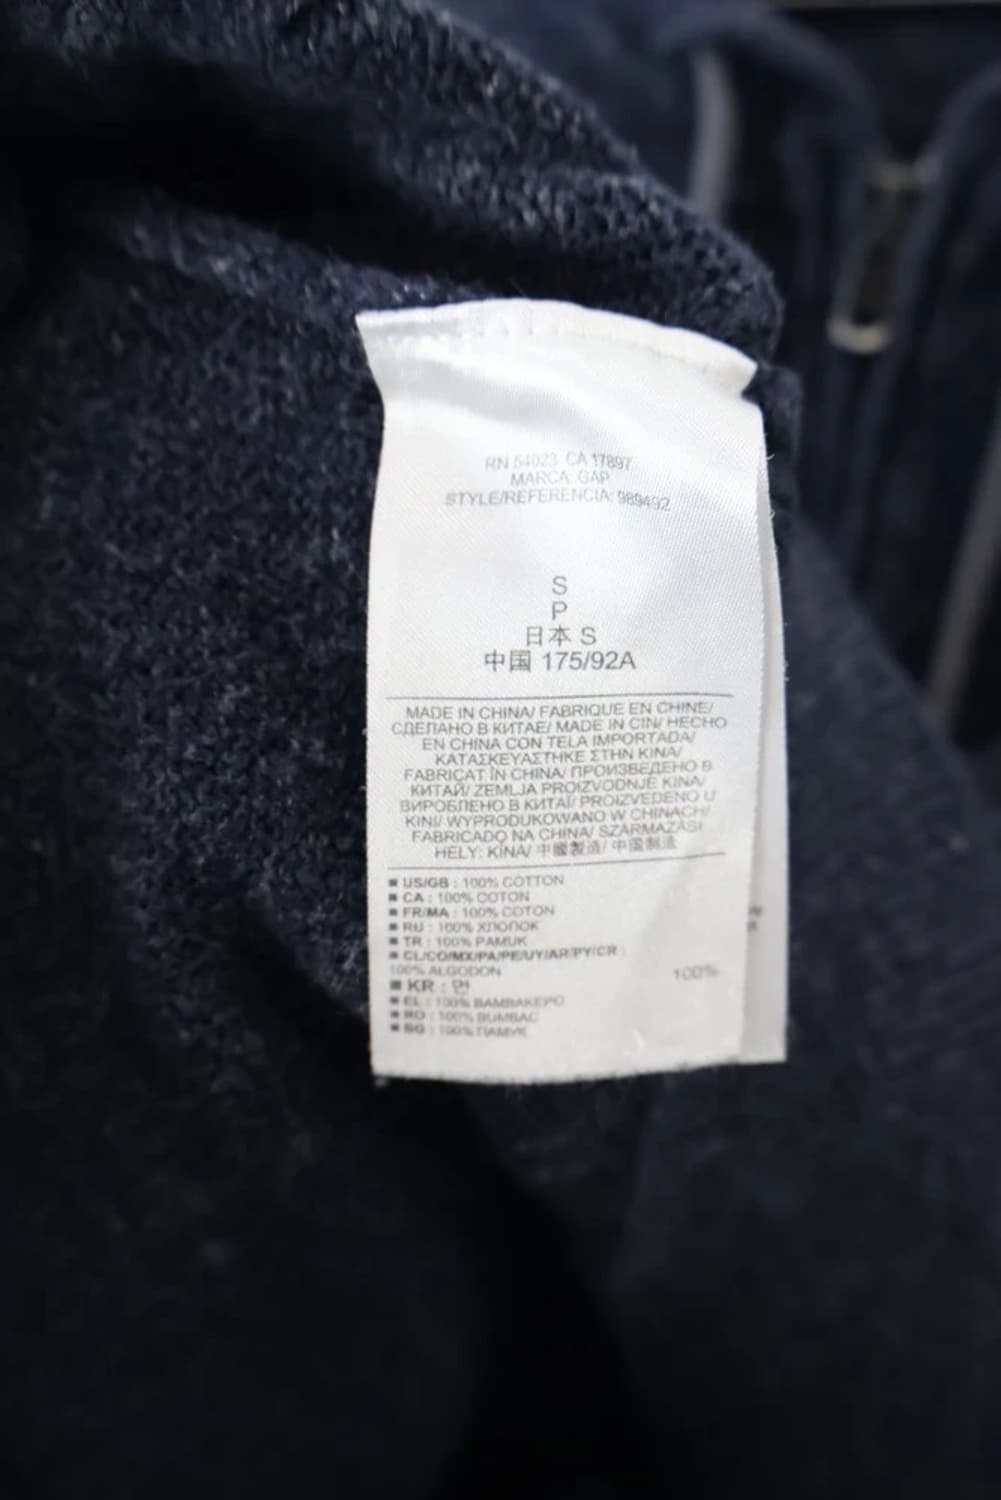 RN 54023 CA 17897
MARCA: GAP
STYLE/REFERENCIA: 989492
S
P
日本 S
中国 175/92A
MADE IN CHINA/ FABRIQUE EN CHINE/
СДЕЛАНО В КИТАЕ/ MADE IN CIN/ HECHO
EN CHINA CON TELA IMPORTADA/
ΚΑΤΑΣΚΕΥΑΣΤΗΚΕ ΣΤΗΝ ΚΙΝΑ/
FABRICAT ÎN CHINA/ ПРОИЗВЕДЕНО В
КИТАЙ/ ZEMLJA PROIZVODNJE KINA/
ВИРОБЛЕНО В КИТАЇ/ PROIZVEDENO U
KINI/ WYPRODUKOWANO W CHINACH/
FABRICADO NA CHINA/ SZÁRMAZÁSI
HELY: KÍNA/ 中國製造/ 中国制造
■ US/GB : 100% COTTON
■ CA : 100% COTON
■ FR/MA : 100% COTON
■ RU : 100% ХЛОПОК
■ TR : 100% PAMUK
■ CL/CO/MX/PA/PE/UY/AR/PY/CR :
100% ALGODON
■ KR : 면 100%
■ EL : 100% ΒΑΜΒΑΚΕΡΟ
■ RO : 100% BUMBAC
■ BG : 100% ПАМУК